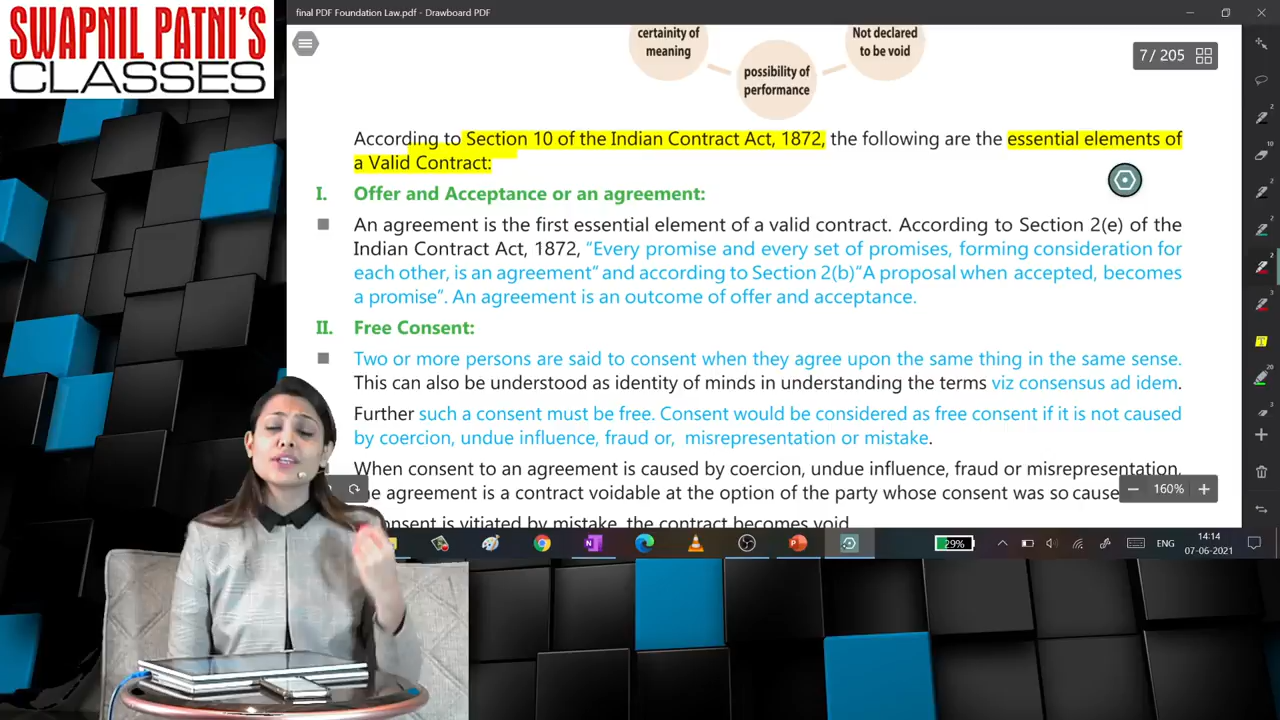 SWAPNIL PATNI'S
CLASSES
final PDF Foundation Law.pdf - Drawboard PDF
certainity of
meaning
possibility of
performance
Not declared
to be void
7 / 205
According to Section 10 of the Indian Contract Act, 1872, the following are the essential elements of
a Valid Contract:
I. Offer and Acceptance or an agreement:
An agreement is the first essential element of a valid contract. According to Section 2(e) of the
Indian Contract Act, 1872, “Every promise and every set of promises, forming consideration for
each other, is an agreement” and according to Section 2(b)“A proposal when accepted, becomes
a promise”. An agreement is an outcome of offer and acceptance.
II. Free Consent:
Two or more persons are said to consent when they agree upon the same thing in the same sense.
This can also be understood as identity of minds in understanding the terms viz consensus ad idem.
Further such a consent must be free. Consent would be considered as free consent if it is not caused
by coercion, undue influence, fraud or, misrepresentation or mistake.
When consent to an agreement is caused by coercion, undue influence, fraud or misrepresentation,
agreement is a contract voidable at the option of the party whose consent was so cause
consent is vitiated by mistake, the contract becomes void
160%
29%
ENG
14:14
07-06-2021